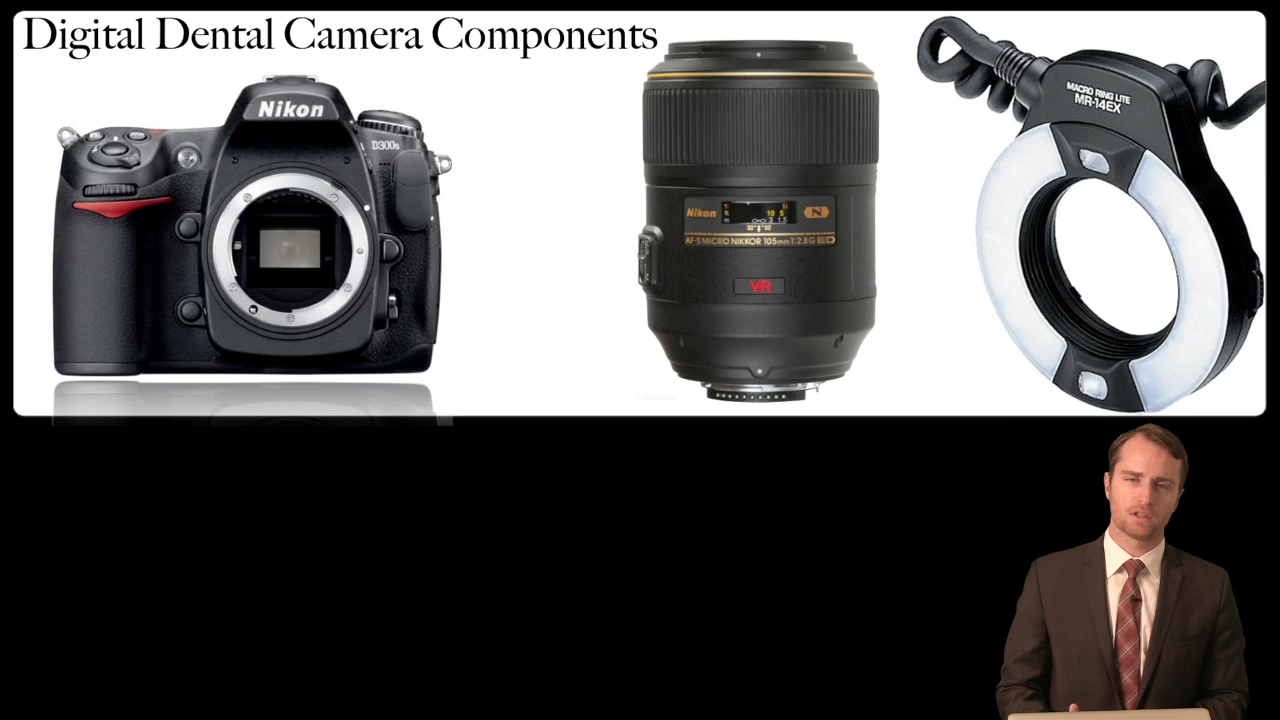 Digital Dental Camera Components
Nikon
D300s
Nikon
N
AF-S MICRO NIKKOR 105mm 1:2.8G ED
VR
MACRO RING LITE
MR-14EX